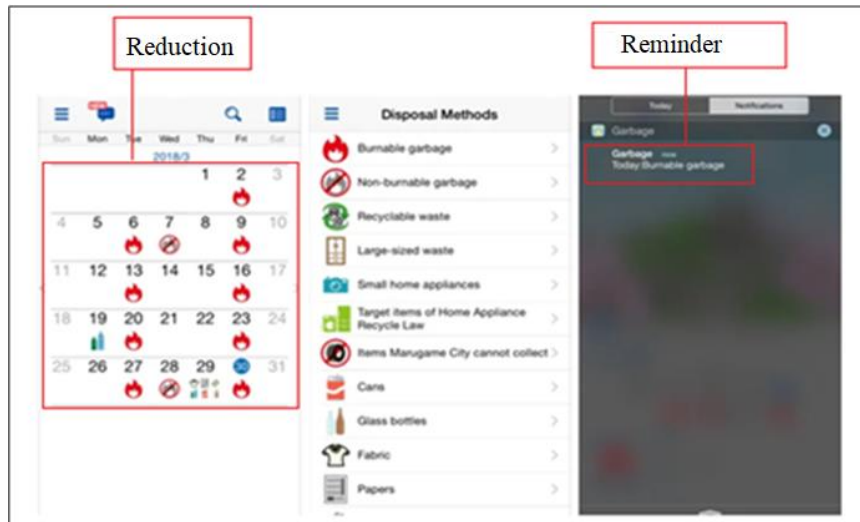 Reduction
Reminder
Sun Mon Tue Wed Thu Fri Sat
2018/3
1 2 3
4 5 6 7 8 9 10
11 12 13 14 15 16 17
18 19 20 21 22 23 24
25 26 27 28 29 30 31
Disposal Methods
Burnable garbage
Non-burnable garbage
Recyclable waste
Large-sized waste
Small home appliances
Target items of Home Appliance
Recycle Law
Items Marugame City cannot collect
Cans
Glass bottles
Fabric
Papers
Today Notifications
Garbage
Garbage now
Today:Burnable garbage